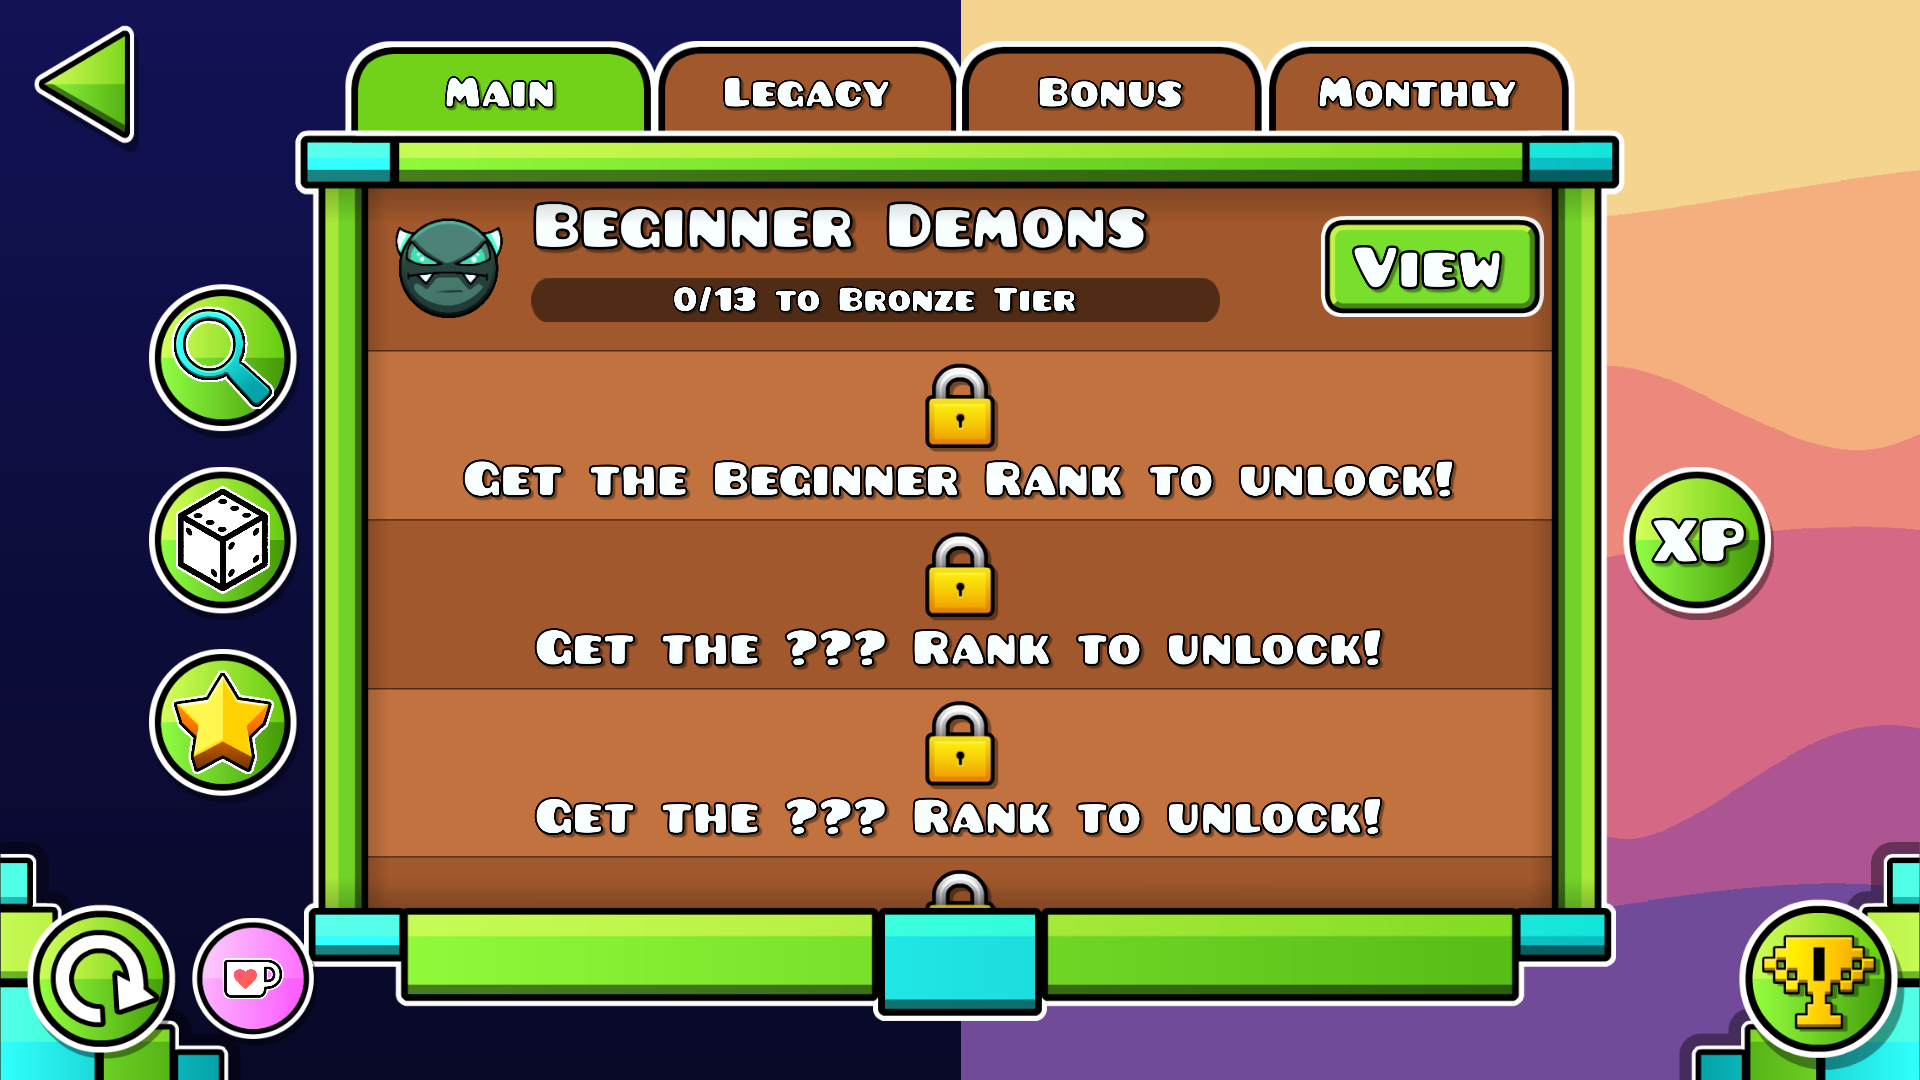 Main
Legacy
Bonus
Monthly
Beginner Demons
View
0/13 to Bronze Tier
Get the Beginner Rank to unlock!
XP
Get the ??? Rank to unlock!
Get the ??? Rank to unlock!